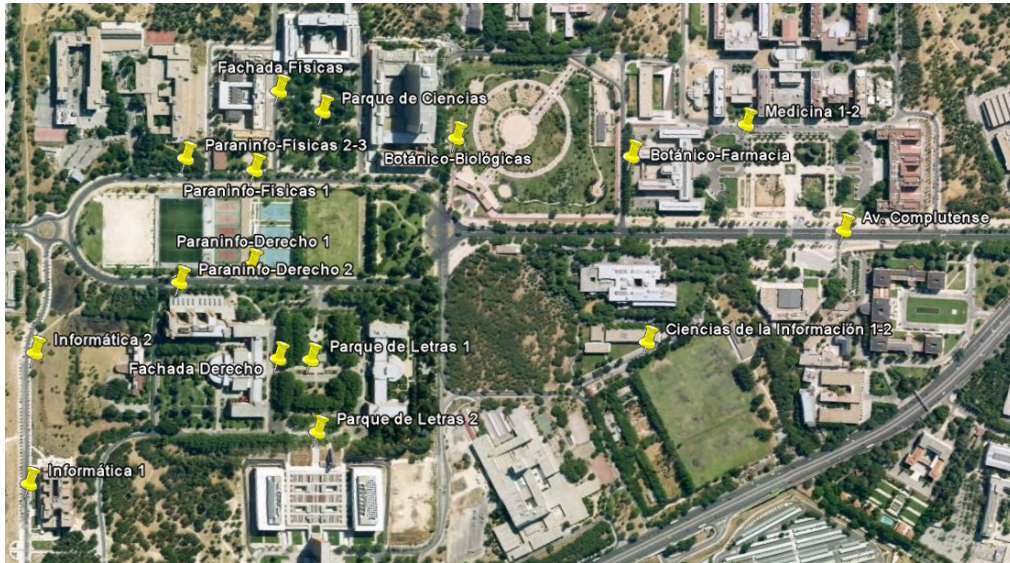 Fachada Físicas
Parque de Ciencias
Medicina 1-2
Paraninfo-Físicas 2-3
Botánico-Biológicas
Botánico-Farmacia
Paraninfo-Físicas 1
Av. Complutense
Paraninfo-Derecho 1
Paraninfo-Derecho 2
Informática 2
Parque de Letras 1
Ciencias de la Información 1-2
Fachada Derecho
Parque de Letras 2
Informática 1